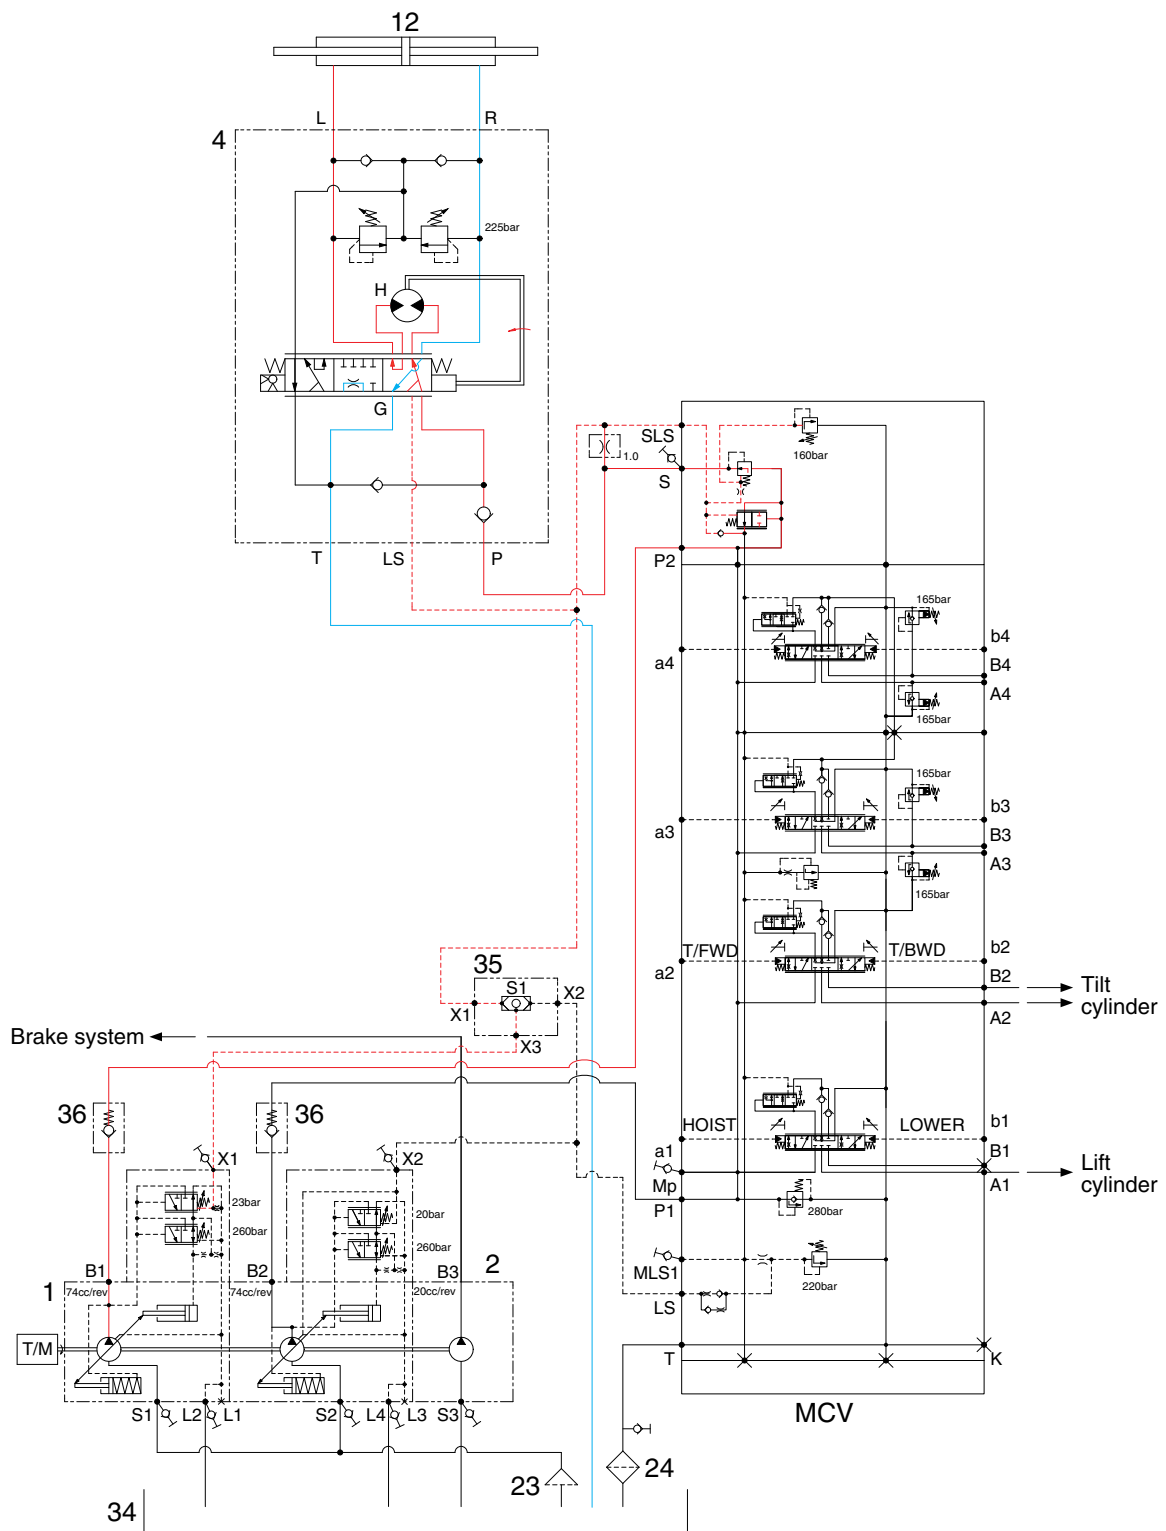 12
L R
4
225bar
H
G
T LS P
SLS
1.0
S
160bar
P2
165bar
b4
a4
B4
A4
165bar
165bar
b3
a3
B3
A3
165bar
T/FWD T/BWD
b2
a2
B2
Tilt
cylinder
A2
35
S1
X1 X2
X3
Brake system
36 36
HOIST LOWER
b1
a1
B1
Lift
cylinder
A1
Mp
P1
280bar
X1 X2
23bar
20bar
260bar
260bar
MLS1
220bar
LS
B1 B2 B3
2
1
74cc/rev 74cc/rev 20cc/rev
T/M
T K
S1 L2 L1 S2 L4 L3 S3
MCV
23 24
34